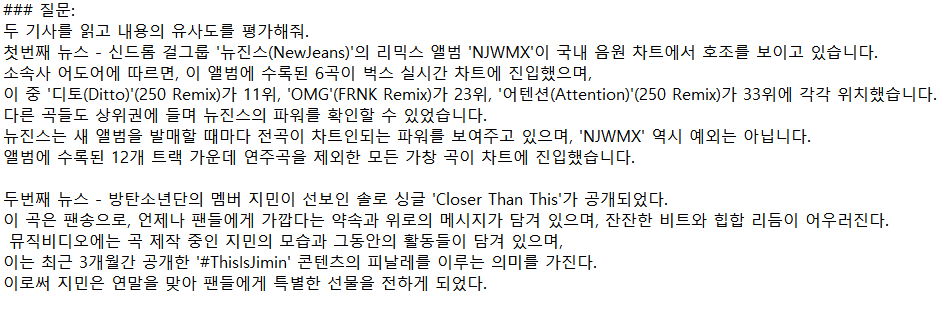 ### 질문:
두 기사를 읽고 내용의 유사도를 평가해줘.
첫번째 뉴스 - 신드롬 걸그룹 '뉴진스(NewJeans)'의 리믹스 앨범 'NJWMX'이 국내 음원 차트에서 호조를 보이고 있습니다.
소속사 어도어에 따르면, 이 앨범에 수록된 6곡이 벅스 실시간 차트에 진입했으며,
이 중 '디토(Ditto)'(250 Remix)가 11위, 'OMG'(FRNK Remix)가 23위, '어텐션(Attention)'(250 Remix)가 33위에 각각 위치했습니다.
다른 곡들도 상위권에 들며 뉴진스의 파워를 확인할 수 있었습니다.
뉴진스는 새 앨범을 발매할 때마다 전곡이 차트인되는 파워를 보여주고 있으며, 'NJWMX' 역시 예외는 아닙니다.
앨범에 수록된 12개 트랙 가운데 연주곡을 제외한 모든 가창 곡이 차트에 진입했습니다.
두번째 뉴스 - 방탄소년단의 멤버 지민이 선보인 솔로 싱글 'Closer Than This'가 공개되었다.
이 곡은 팬송으로, 언제나 팬들에게 가깝다는 약속과 위로의 메시지가 담겨 있으며, 잔잔한 비트와 힙합 리듬이 어우러진다.
뮤직비디오에는 곡 제작 중인 지민의 모습과 그동안의 활동들이 담겨 있으며,
이는 최근 3개월간 공개한 '#ThisIsJimin' 콘텐츠의 피날레를 이루는 의미를 가진다.
이로써 지민은 연말을 맞아 팬들에게 특별한 선물을 전하게 되었다.